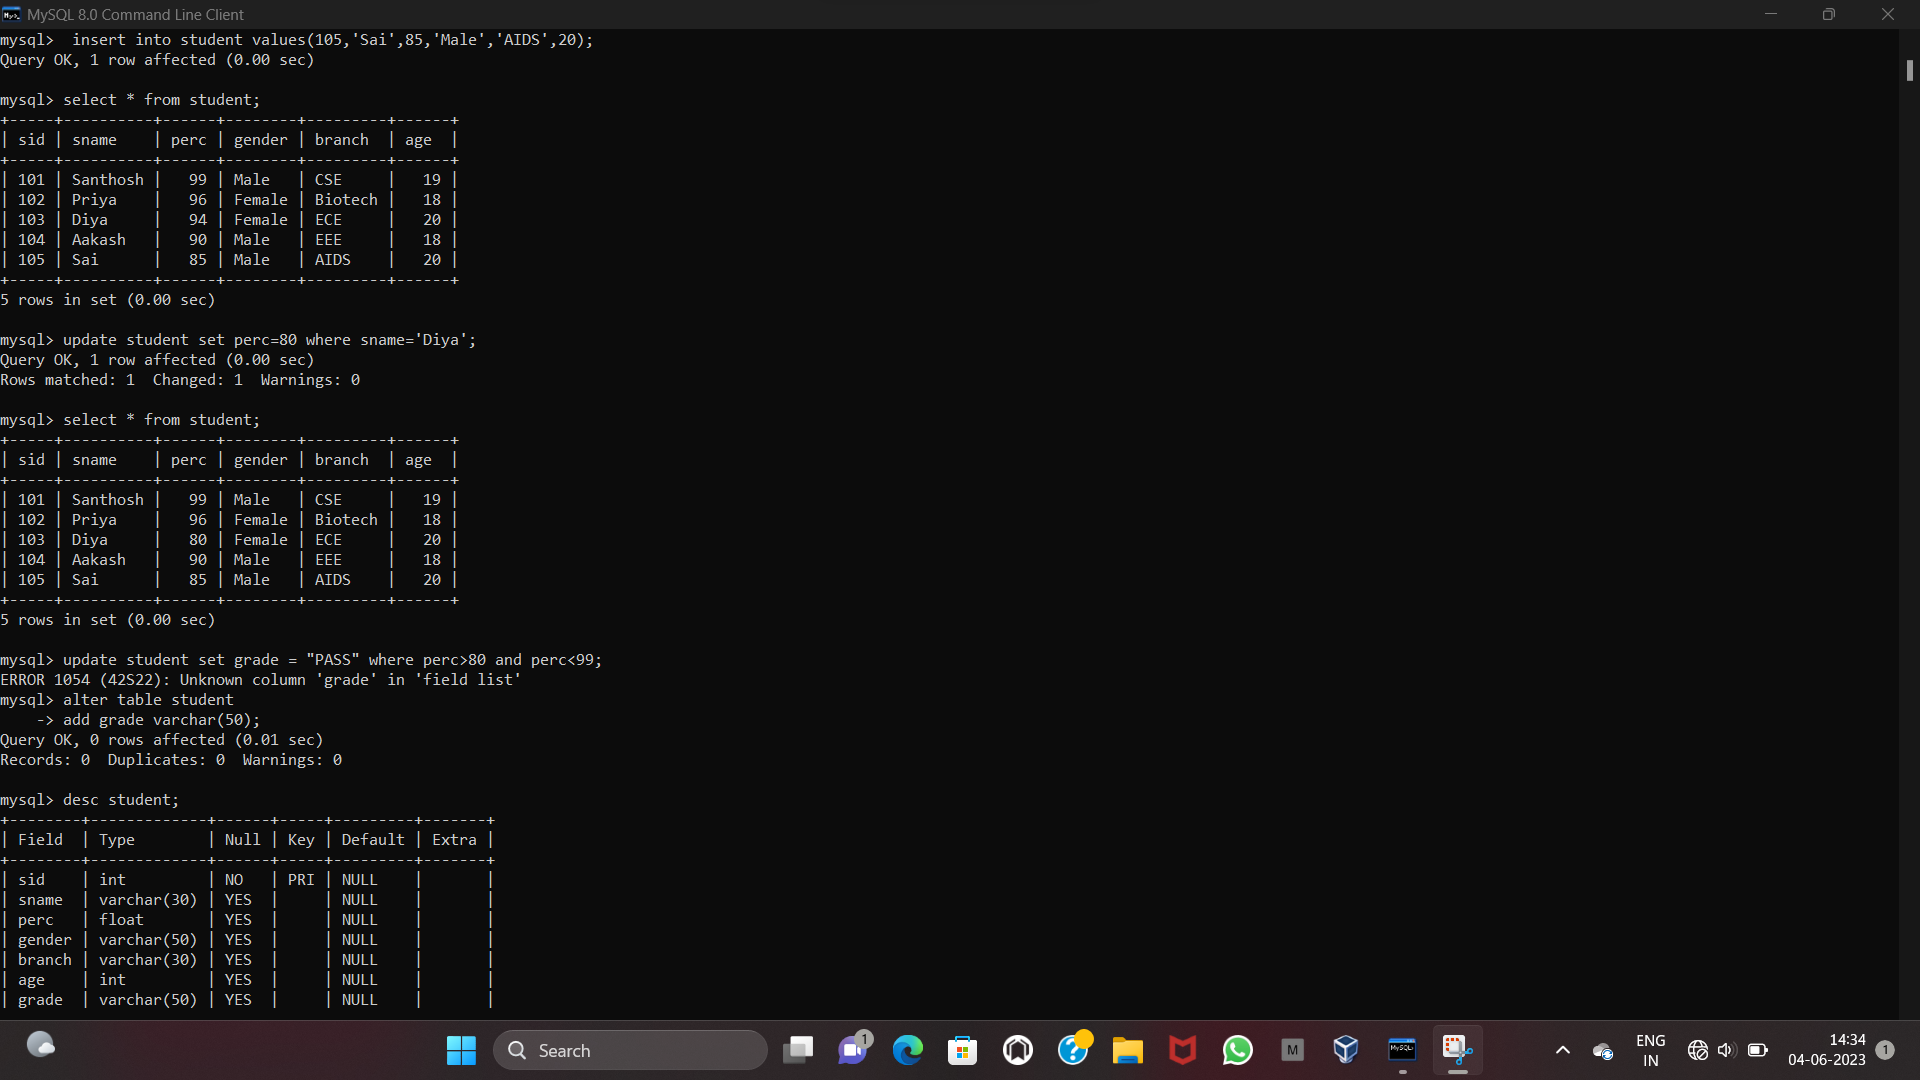 MySQL 8.0 Command Line Client
mysql>  insert into student values(105,'Sai',85,'Male','AIDS',20);
Query OK, 1 row affected (0.00 sec)
mysql> select * from student;
+-----+----------+------+--------+---------+------+
| sid | sname    | perc | gender | branch  | age  |
+-----+----------+------+--------+---------+------+
| 101 | Santhosh |   99 | Male   | CSE     |   19 |
| 102 | Priya    |   96 | Female | Biotech |   18 |
| 103 | Diya     |   94 | Female | ECE     |   20 |
| 104 | Aakash   |   90 | Male   | EEE     |   18 |
| 105 | Sai      |   85 | Male   | AIDS    |   20 |
+-----+----------+------+--------+---------+------+
5 rows in set (0.00 sec)
mysql> update student set perc=80 where sname='Diya';
Query OK, 1 row affected (0.00 sec)
Rows matched: 1  Changed: 1  Warnings: 0
mysql> select * from student;
+-----+----------+------+--------+---------+------+
| sid | sname    | perc | gender | branch  | age  |
+-----+----------+------+--------+---------+------+
| 101 | Santhosh |   99 | Male   | CSE     |   19 |
| 102 | Priya    |   96 | Female | Biotech |   18 |
| 103 | Diya     |   80 | Female | ECE     |   20 |
| 104 | Aakash   |   90 | Male   | EEE     |   18 |
| 105 | Sai      |   85 | Male   | AIDS    |   20 |
+-----+----------+------+--------+---------+------+
5 rows in set (0.00 sec)
mysql> update student set grade = "PASS" where perc>80 and perc<99;
ERROR 1054 (42S22): Unknown column 'grade' in 'field list'
mysql> alter table student
    -> add grade varchar(50);
Query OK, 0 rows affected (0.01 sec)
Records: 0  Duplicates: 0  Warnings: 0
mysql> desc student;
+--------+-------------+------+-----+---------+-------+
| Field  | Type        | Null | Key | Default | Extra |
+--------+-------------+------+-----+---------+-------+
| sid    | int         | NO   | PRI | NULL    |       |
| sname  | varchar(30) | YES  |     | NULL    |       |
| perc   | float       | YES  |     | NULL    |       |
| gender | varchar(50) | YES  |     | NULL    |       |
| branch | varchar(30) | YES  |     | NULL    |       |
| age    | int         | YES  |     | NULL    |       |
| grade  | varchar(50) | YES  |     | NULL    |       |
Search
1
M
MySQL
ENG
IN
14:34
04-06-2023
1